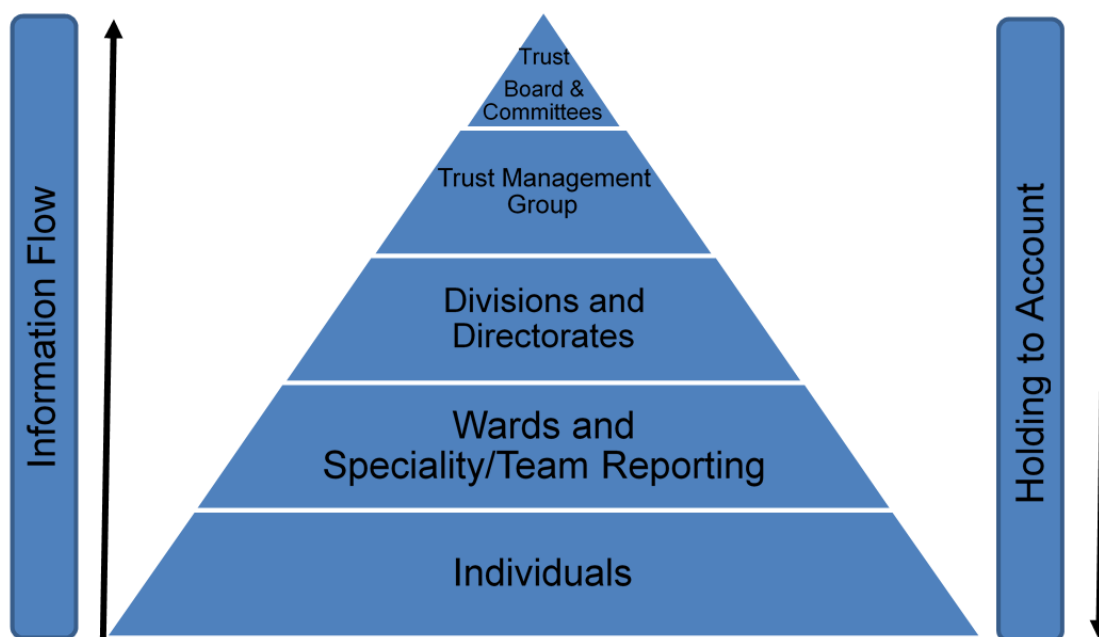 Information Flow
Trust
Board &
Committees
Trust Management
Group
Divisions and
Directorates
Wards and
Speciality/Team Reporting
Individuals
Holding to Account